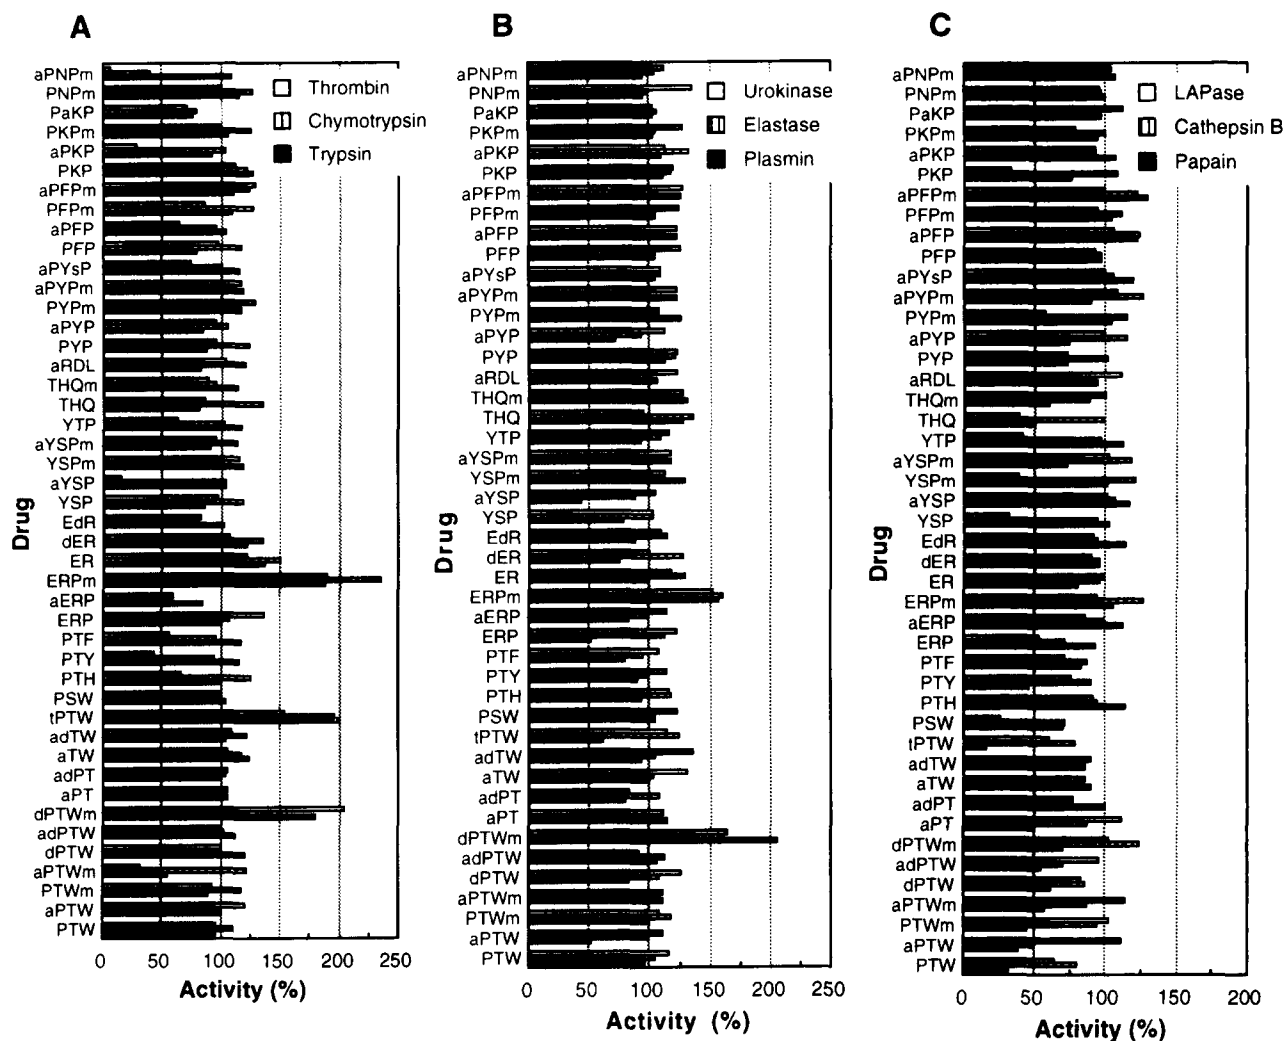 A
aPNPm
PNPm
PaKP
PKPm
aPKP
PKP
aPFPm
PFPm
aPFP
PFP
aPYsP
aPYPm
PYPm
aPYP
PYP
aRDL
THQm
THQ
YTP
aYSPm
YSPm
aYSP
YSP
EdR
dER
ER
ERPm
aERP
ERP
PTF
PTY
PTH
PSW
tPTW
adTW
aTW
adPT
aPT
dPTWm
adPTW
dPTW
aPTWm
PTWm
aPTW
PTW
Drug
Thrombin
Chymotrypsin
Trypsin
0 50 100 150 200 250
Activity (%)
B
aPNPm
PNPm
PaKP
PKPm
aPKP
PKP
aPFPm
PFPm
aPFP
PFP
aPYsP
aPYPm
PYPm
aPYP
PYP
aRDL
THQm
THQ
YTP
aYSPm
YSPm
aYSP
YSP
EdR
dER
ER
ERPm
aERP
ERP
PTF
PTY
PTH
PSW
tPTW
adTW
aTW
adPT
aPT
dPTWm
adPTW
dPTW
aPTWm
PTWm
aPTW
PTW
Drug
Urokinase
Elastase
Plasmin
0 50 100 150 200 250
Activity (%)
C
aPNPm
PNPm
PaKP
PKPm
aPKP
PKP
aPFPm
PFPm
aPFP
PFP
aPYsP
aPYPm
PYPm
aPYP
PYP
aRDL
THQm
THQ
YTP
aYSPm
YSPm
aYSP
YSP
EdR
dER
ER
ERPm
aERP
ERP
PTF
PTY
PTH
PSW
tPTW
adTW
aTW
adPT
aPT
dPTWm
adPTW
dPTW
aPTWm
PTWm
aPTW
PTW
Drug
LAPase
Cathepsin B
Papain
0 50 100 150 200
Activity (%)